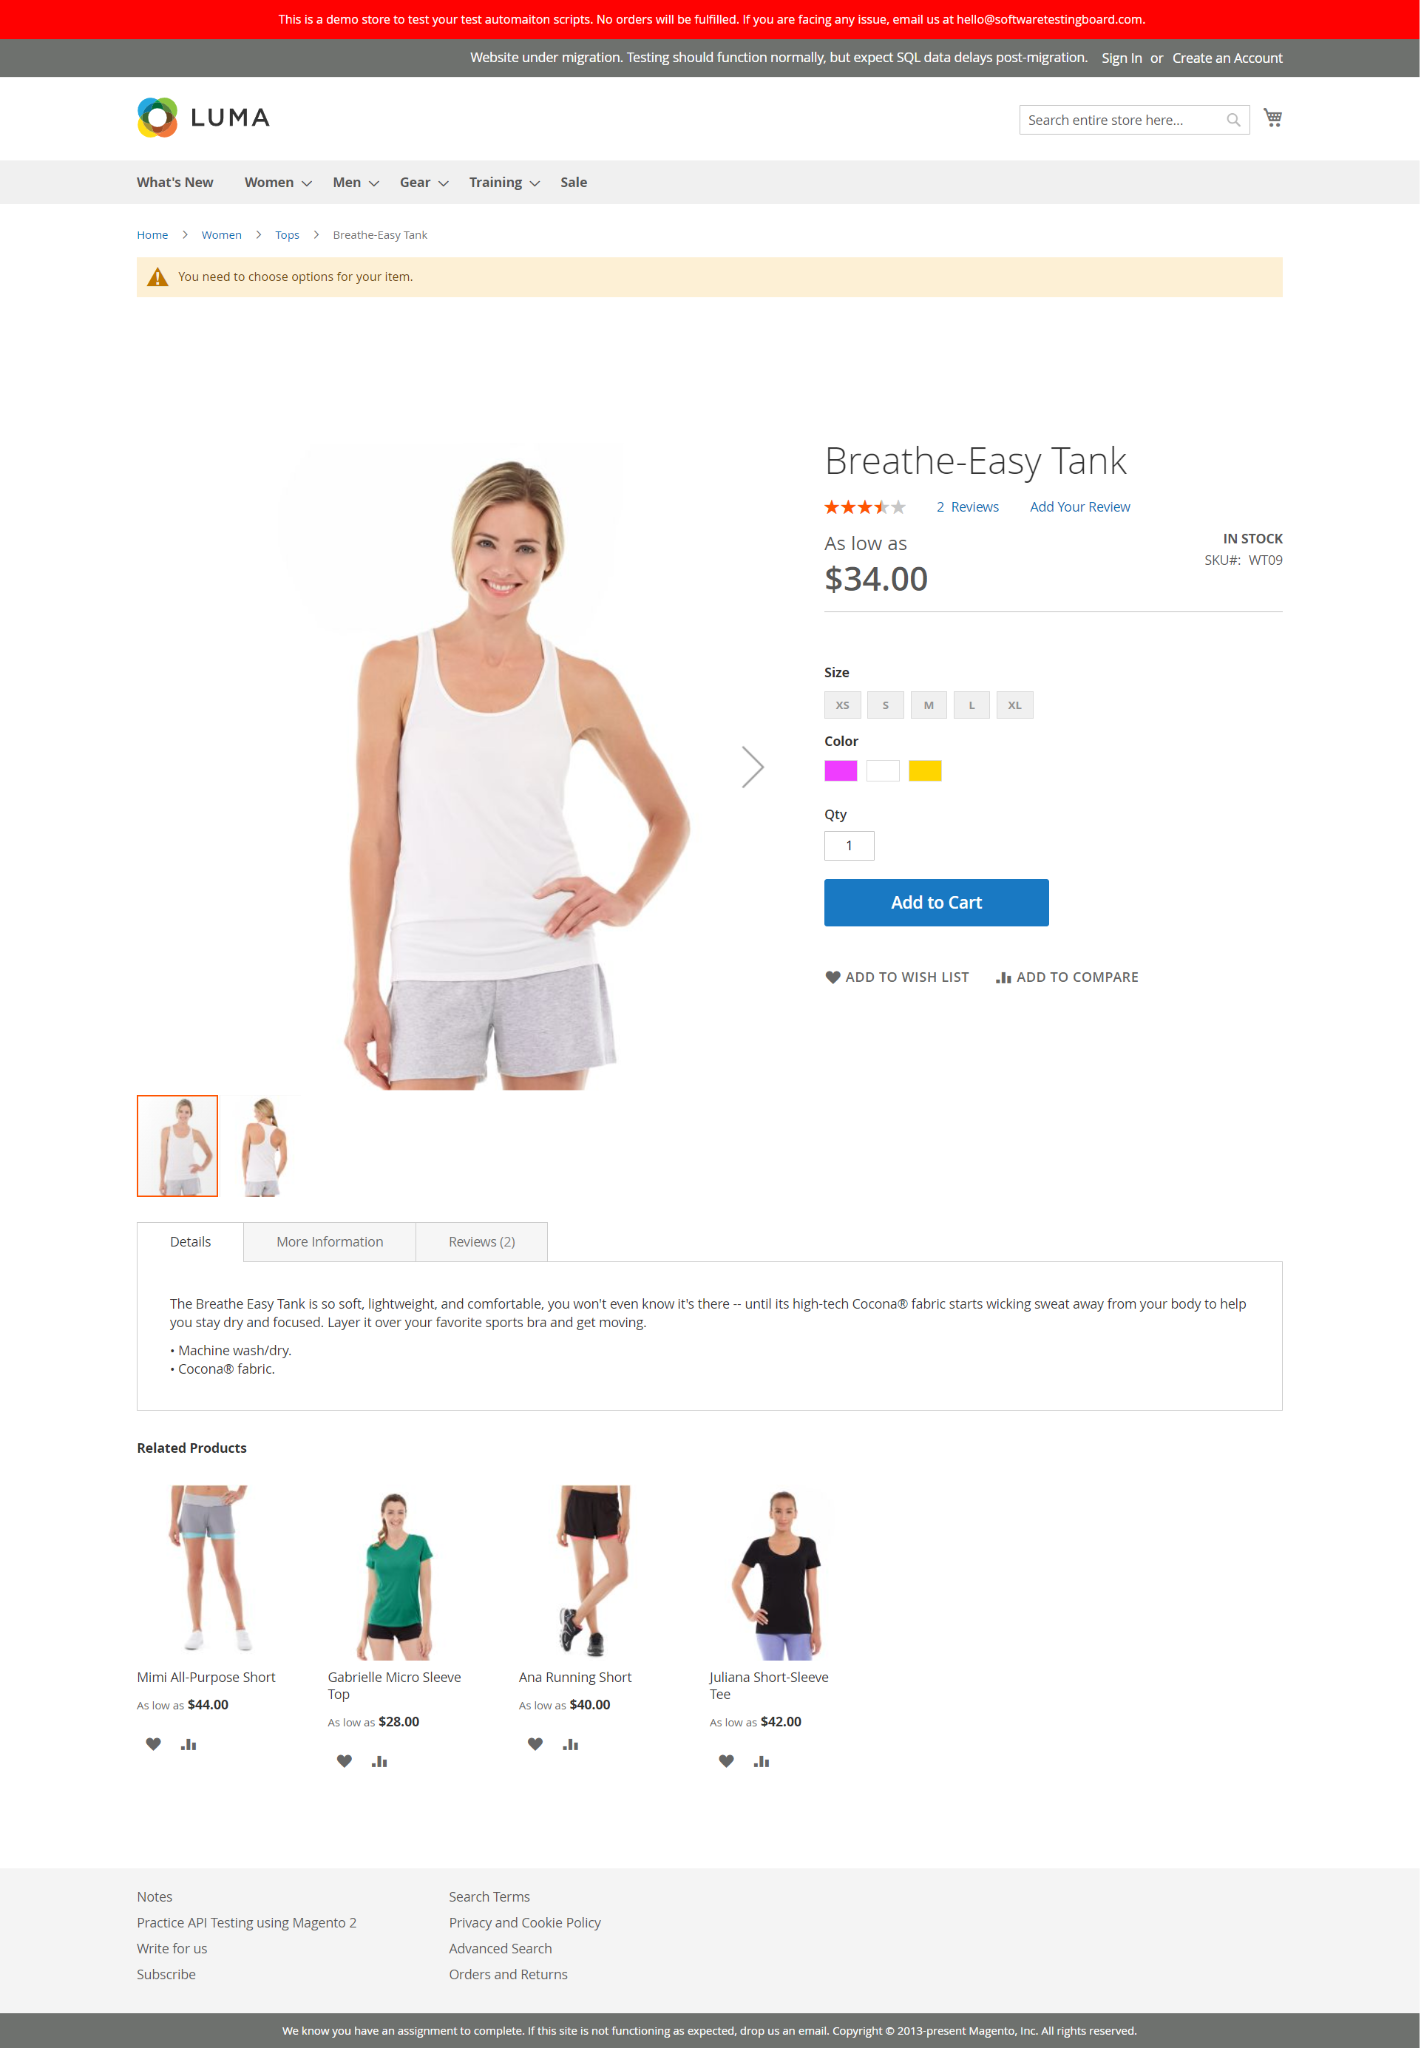 This is a demo store to test your test automaiton scripts. No orders will be fulfilled. If you are facing any issue, email us at hello@softwaretestingboard.com.
Website under migration. Testing should function normally, but expect SQL data delays post-migration. Sign In or Create an Account
LUMA
Search entire store here...
What's New Women Men Gear Training Sale
Home Women Tops Breathe-Easy Tank
You need to choose options for your item.
Breathe-Easy Tank
2 Reviews Add Your Review
As low as
$34.00
IN STOCK
SKU#: WT09
Size
XS S M L XL
Color
Qty
1
Add to Cart
ADD TO WISH LIST ADD TO COMPARE
Details More Information Reviews (2)
The Breathe Easy Tank is so soft, lightweight, and comfortable, you won't even know it's there -- until its high-tech Cocona® fabric starts wicking sweat away from your body to help
you stay dry and focused. Layer it over your favorite sports bra and get moving.
• Machine wash/dry.
• Cocona® fabric.
Related Products
Mimi All-Purpose Short
As low as $44.00
Gabrielle Micro Sleeve
Top
As low as $28.00
Ana Running Short
As low as $40.00
Juliana Short-Sleeve
Tee
As low as $42.00
Notes
Practice API Testing using Magento 2
Write for us
Subscribe
Search Terms
Privacy and Cookie Policy
Advanced Search
Orders and Returns
We know you have an assignment to complete. If this site is not functioning as expected, drop us an email. Copyright © 2013-present Magento, Inc. All rights reserved.